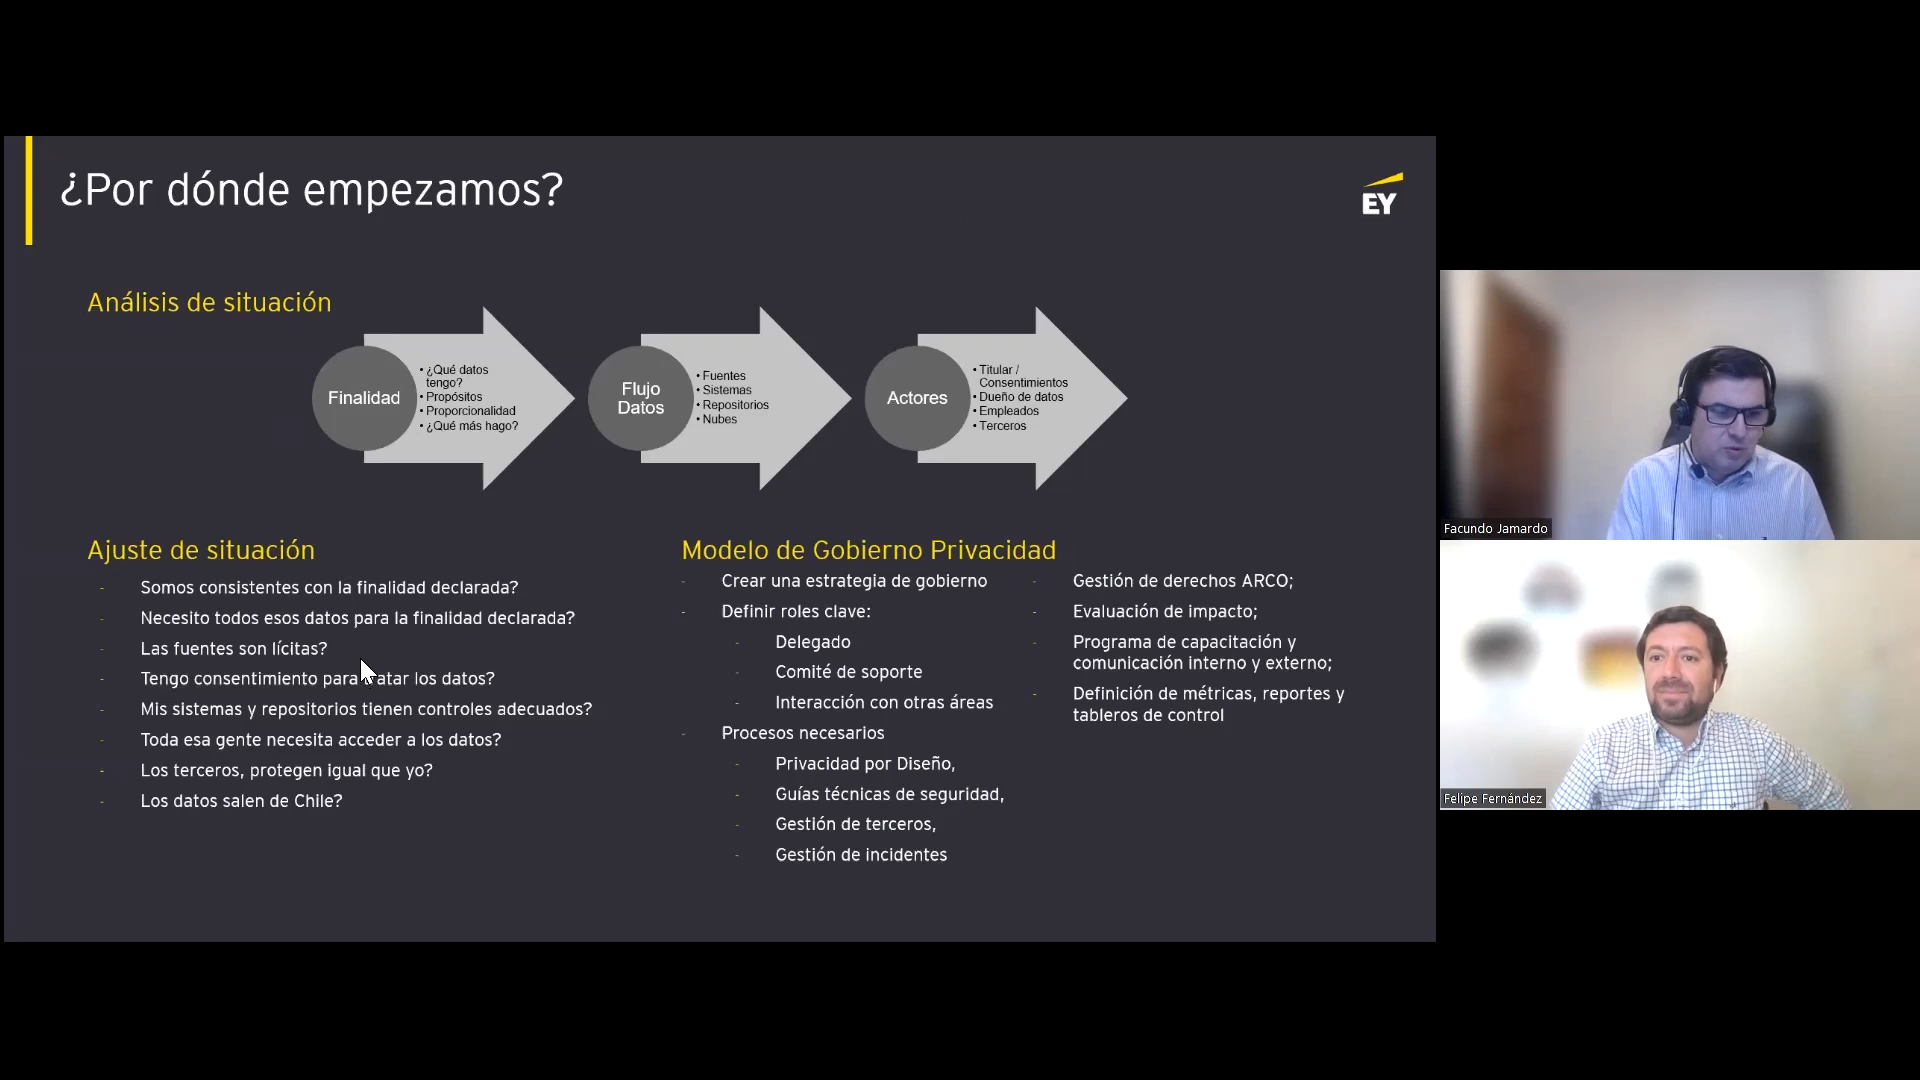 ¿Por dónde empezamos?
EY
Análisis de situación
Finalidad
• ¿Qué datos
tengo?
• Propósitos
• Proporcionalidad
• ¿Qué más hago?
Flujo
Datos
• Fuentes
• Sistemas
• Repositorios
• Nubes
Actores
• Titular /
Consentimientos
• Dueño de datos
• Empleados
• Terceros
Ajuste de situación
- Somos consistentes con la finalidad declarada?
- Necesito todos esos datos para la finalidad declarada?
- Las fuentes son lícitas?
- Tengo consentimiento para tratar los datos?
- Mis sistemas y repositorios tienen controles adecuados?
- Toda esa gente necesita acceder a los datos?
- Los terceros, protegen igual que yo?
- Los datos salen de Chile?
Modelo de Gobierno Privacidad
- Crear una estrategia de gobierno
- Definir roles clave:
- Delegado
- Comité de soporte
- Interacción con otras áreas
- Procesos necesarios
- Privacidad por Diseño,
- Guías técnicas de seguridad,
- Gestión de terceros,
- Gestión de incidentes
- Gestión de derechos ARCO;
- Evaluación de impacto;
- Programa de capacitación y
comunicación interno y externo;
- Definición de métricas, reportes y
tableros de control
Facundo Jamardo
Felipe Fernández